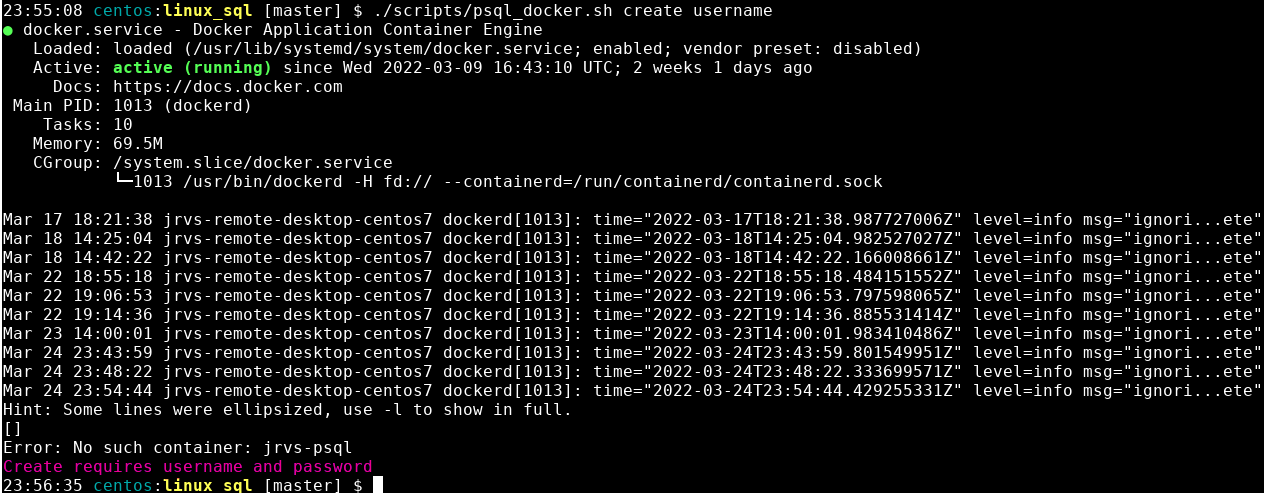 23:55:08 centos:linux_sql [master] $ ./scripts/psql_docker.sh create username
● docker.service - Docker Application Container Engine
   Loaded: loaded (/usr/lib/systemd/system/docker.service; enabled; vendor preset: disabled)
   Active: active (running) since Wed 2022-03-09 16:43:10 UTC; 2 weeks 1 days ago
     Docs: https://docs.docker.com
 Main PID: 1013 (dockerd)
    Tasks: 10
   Memory: 69.5M
   CGroup: /system.slice/docker.service
           └─1013 /usr/bin/dockerd -H fd:// --containerd=/run/containerd/containerd.sock

Mar 17 18:21:38 jrvs-remote-desktop-centos7 dockerd[1013]: time="2022-03-17T18:21:38.987727006Z" level=info msg="ignori...ete"
Mar 18 14:25:04 jrvs-remote-desktop-centos7 dockerd[1013]: time="2022-03-18T14:25:04.982527027Z" level=info msg="ignori...ete"
Mar 18 14:42:22 jrvs-remote-desktop-centos7 dockerd[1013]: time="2022-03-18T14:42:22.166008661Z" level=info msg="ignori...ete"
Mar 22 18:55:18 jrvs-remote-desktop-centos7 dockerd[1013]: time="2022-03-22T18:55:18.484151552Z" level=info msg="ignori...ete"
Mar 22 19:06:53 jrvs-remote-desktop-centos7 dockerd[1013]: time="2022-03-22T19:06:53.797598065Z" level=info msg="ignori...ete"
Mar 22 19:14:36 jrvs-remote-desktop-centos7 dockerd[1013]: time="2022-03-22T19:14:36.885531414Z" level=info msg="ignori...ete"
Mar 23 14:00:01 jrvs-remote-desktop-centos7 dockerd[1013]: time="2022-03-23T14:00:01.983410486Z" level=info msg="ignori...ete"
Mar 24 23:43:59 jrvs-remote-desktop-centos7 dockerd[1013]: time="2022-03-24T23:43:59.801549951Z" level=info msg="ignori...ete"
Mar 24 23:48:22 jrvs-remote-desktop-centos7 dockerd[1013]: time="2022-03-24T23:48:22.333699571Z" level=info msg="ignori...ete"
Mar 24 23:54:44 jrvs-remote-desktop-centos7 dockerd[1013]: time="2022-03-24T23:54:44.429255331Z" level=info msg="ignori...ete"
Hint: Some lines were ellipsized, use -l to show in full.
[]
Error: No such container: jrvs-psql
Create requires username and password
23:56:35 centos:linux_sql [master] $